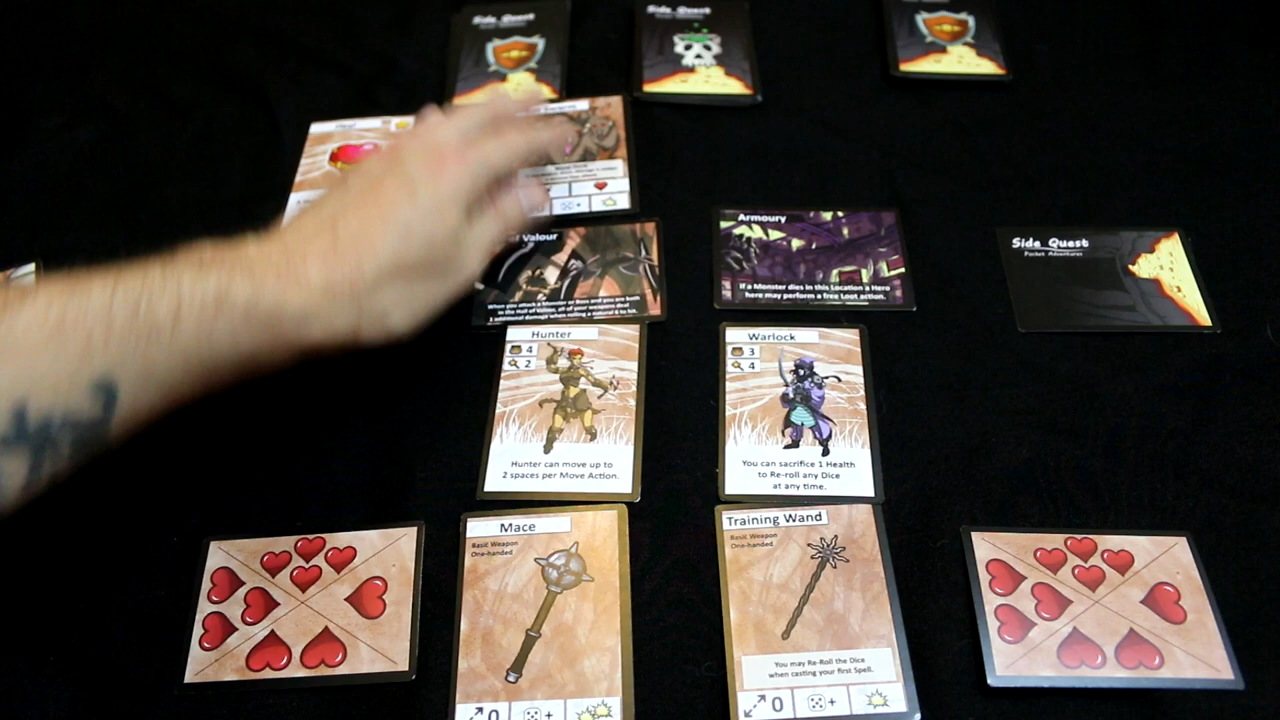 Side Quest
Side Quest
Heal
of Valour
When you attack a Monster or Boss and you are both
in the Hall of Valour, all of your weapons deal
1 additional damage when rolling a natural 6 to hit.
Armoury
If a Monster dies in this Location a Hero
here may perform a free Loot action.
Side Quest
Pocket Adventures
Hunter
4
2
Hunter can move up to
2 spaces per Move Action.
Warlock
3
4
You can sacrifice 1 Health
to Re-roll any Dice
at any time.
Mace
Basic Weapon
One-handed
0
+
Training Wand
Basic Weapon
One-handed
You may Re-Roll the Dice
when casting your first Spell.
0
+